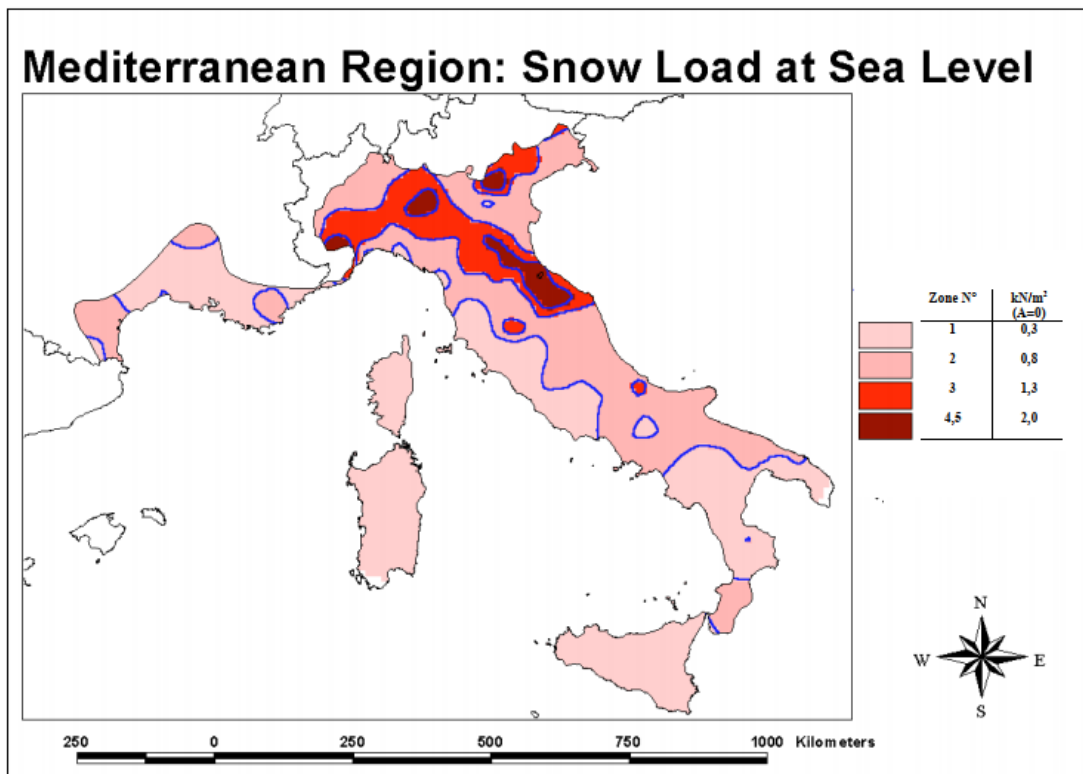 Mediterranean Region: Snow Load at Sea Level
Zone N° kN/m²
(A=0)
1 0,3
2 0,8
3 1,3
4,5 2,0
N
W E
S
250 0 250 500 750 1000 Kilometers